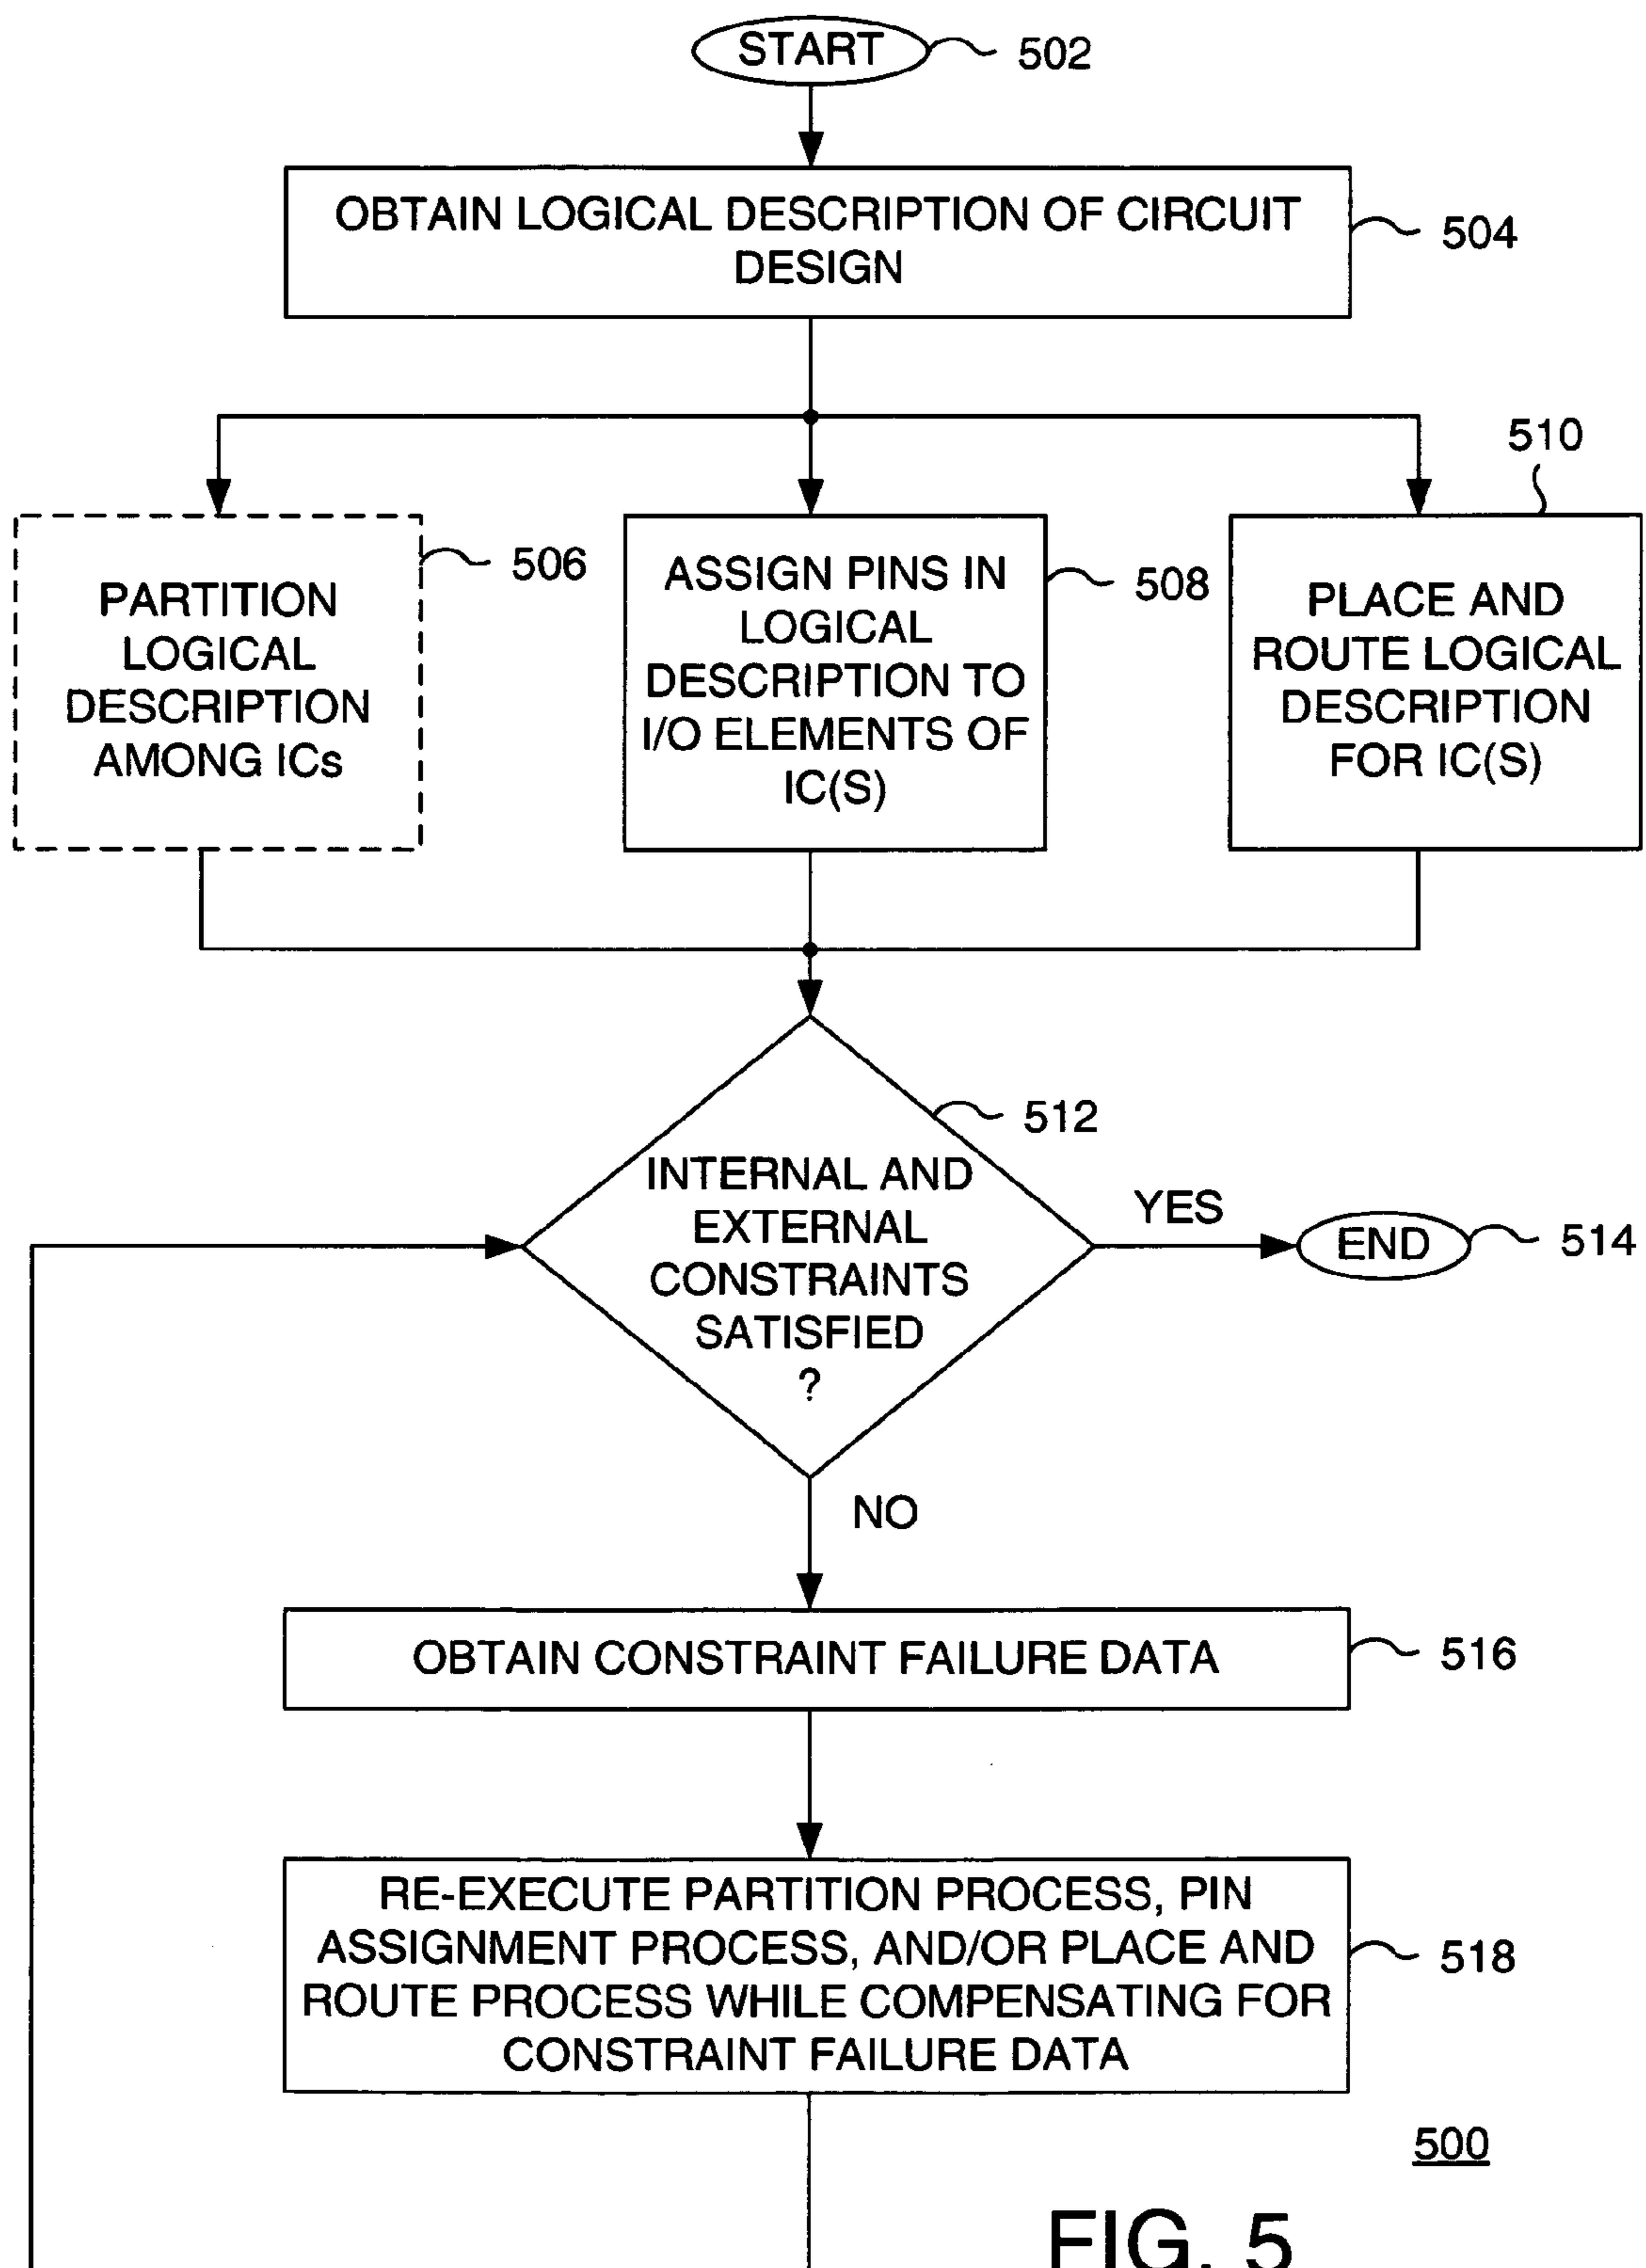 START
502
OBTAIN LOGICAL DESCRIPTION OF CIRCUIT
DESIGN
504
PARTITION
LOGICAL
DESCRIPTION
AMONG ICs
506
ASSIGN PINS IN
LOGICAL
DESCRIPTION TO
I/O ELEMENTS OF
IC(S)
508
510
PLACE AND
ROUTE LOGICAL
DESCRIPTION
FOR IC(S)
512
INTERNAL AND
EXTERNAL
CONSTRAINTS
SATISFIED
?
YES
END
514
NO
OBTAIN CONSTRAINT FAILURE DATA
516
RE-EXECUTE PARTITION PROCESS, PIN
ASSIGNMENT PROCESS, AND/OR PLACE AND
ROUTE PROCESS WHILE COMPENSATING FOR
CONSTRAINT FAILURE DATA
518
500
FIG. 5